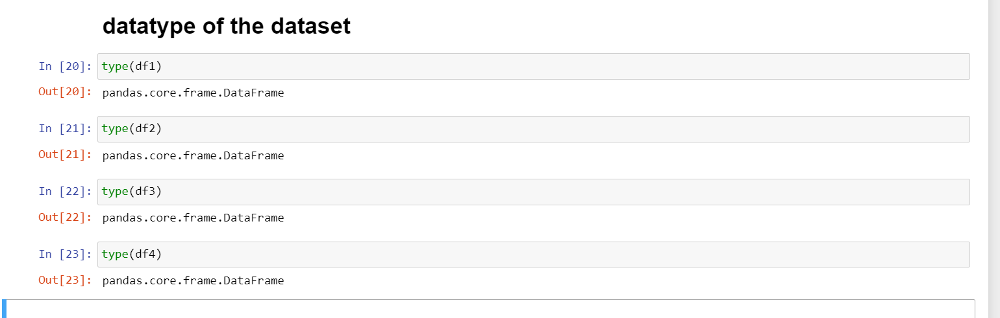 datatype of the dataset
In [20]: type(df1)
Out[20]: pandas.core.frame.DataFrame
In [21]: type(df2)
Out[21]: pandas.core.frame.DataFrame
In [22]: type(df3)
Out[22]: pandas.core.frame.DataFrame
In [23]: type(df4)
Out[23]: pandas.core.frame.DataFrame